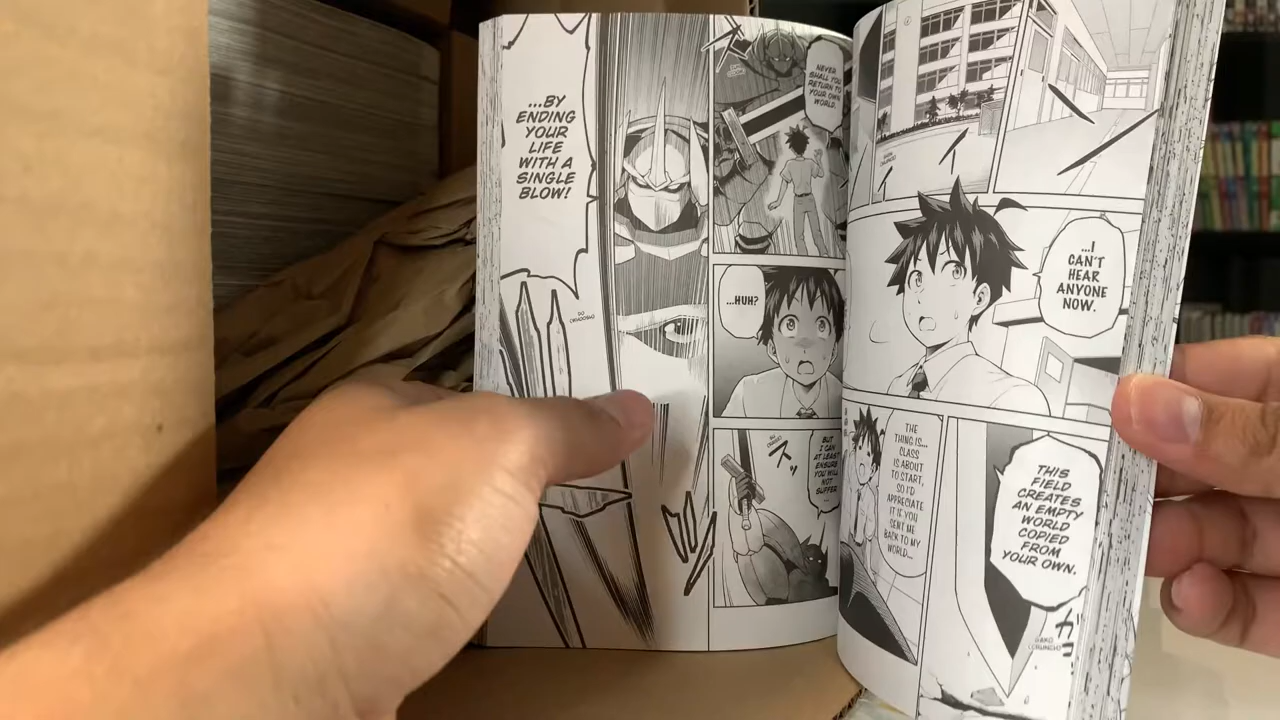 ...I
CAN'T
HEAR
ANYONE
NOW.
THIS
FIELD
CREATES
AN EMPTY
WORLD
COPIED
FROM
YOUR OWN.
THE
THING IS...
CLASS
IS ABOUT
TO START,
SO I'D
APPRECIATE
IT IF YOU
SENT ME
BACK TO MY
WORLD...
NEVER
SHALL YOU
RETURN TO
YOUR OWN
WORLD.
...HUH?
BUT
I CAN
AT LEAST
ENSURE
YOU WILL
NOT
SUFFER
...
...BY
ENDING
YOUR
LIFE
WITH A
SINGLE
BLOW!